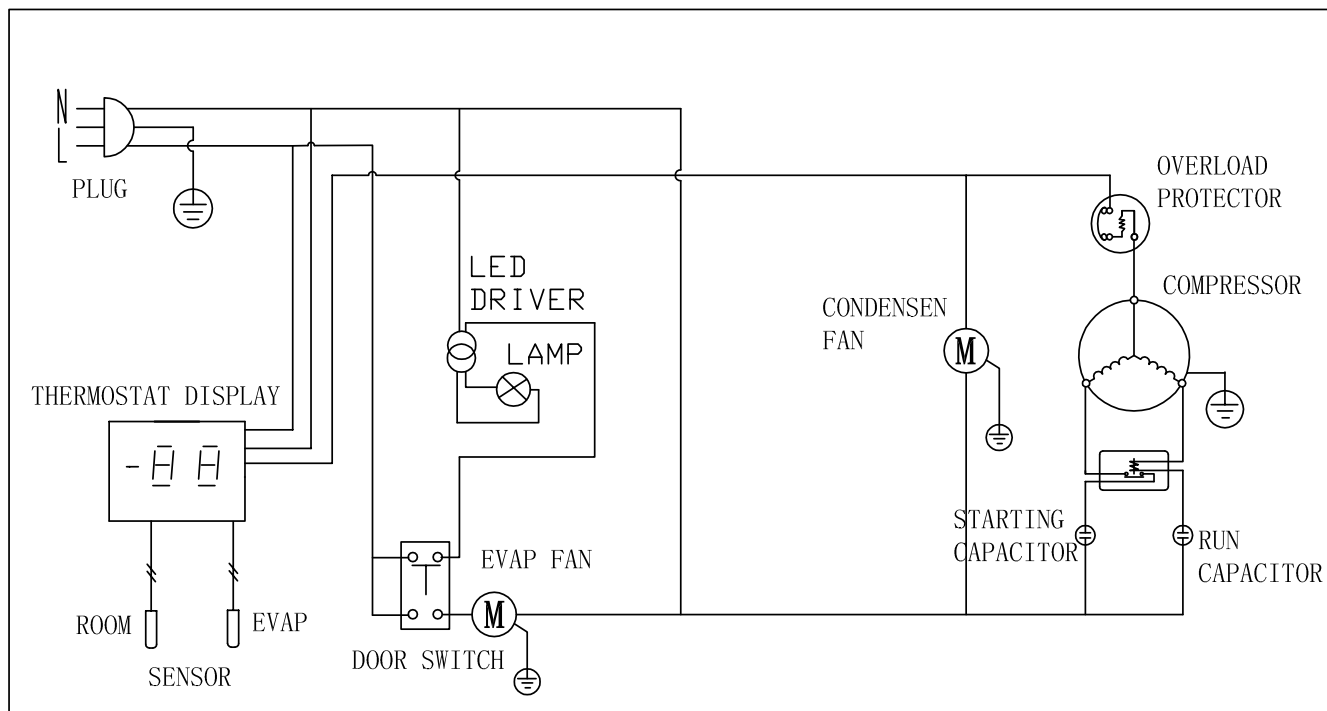 N
L
PLUG
OVERLOAD
PROTECTOR
LED
DRIVER
COMPRESSOR
CONDENSEN
FAN
M
LAMP
THERMOSTAT DISPLAY
-88
STARTING
CAPACITOR
RUN
CAPACITOR
EVAP FAN
M
ROOM
EVAP
SENSOR
DOOR SWITCH